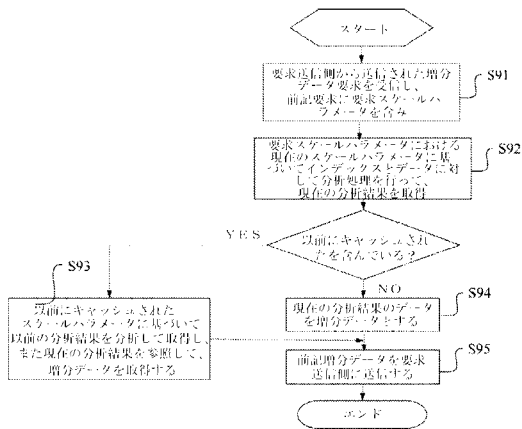 スタート
要求送信側から送信された増分
データ要求を受信し、
前記要求に要求スケールパ
ラメータを含み
S91
要求スケールパラメータにおける
現在のスケールパラメータに基
づいてインデックスとデータに対
して分析処理を行って、
現在の分析結果を取得
S92
以前にキャッシュされ
たを含んでいる？
YES
NO
S93
以前にキャッシュされた
スケールパラメータに基づいて
以前の分析結果を分析して取得し、
また現在の分析結果を参照して、
増分データを取得する
現在の分析結果のデータ
を増分データとする
S94
前記増分データを要求
送信側に送信する
S95
エンド